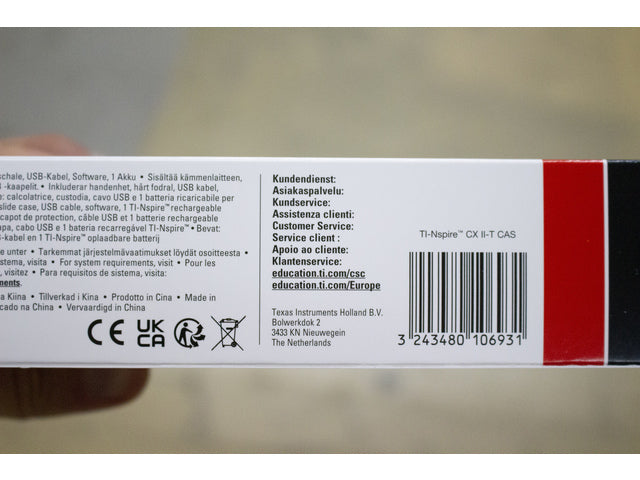 schale, USB-Kabel, Software, 1 Akku • Sisältää kämmenlaitteen,
-kaapelit. • Inkluderar handenhet, hårt fodral, USB kabel,
calcolatrice, custodia, cavo USB e 1 batteria ricaricabile per
slide case, USB cable, software, 1 TI-Nspire™ rechargeable
capot de protection, câble USB et 1 batterie rechargeable
apa, cabo USB e 1 bateria recarregável TI-Nspire™ • Bevat:
-kabel en 1 TI-Nspire™ oplaadbare batterij
e unter • Tarkemmat järjestelmävaatimukset löydät osoitteesta •
stema, visita • For system requirements, visit • Pour les
, visitez • Para requisitos de sistema, visita
ments.
a Kiina • Tillverkad i Kina • Prodotto in Cina • Made in
cado na China • Vervaardigd in China
CE UK
CA
Kundendienst:
Asiakaspalvelu:
Kundservice:
Assistenza clienti:
Customer Service:
Service client :
Apoio ao cliente:
Klantenservice:
education.ti.com/csc
education.ti.com/Europe
Texas Instruments Holland B.V.
Bolwerkdok 2
3433 KN Nieuwegein
The Netherlands
TI-Nspire™ CX II-T CAS
3 243480 106931